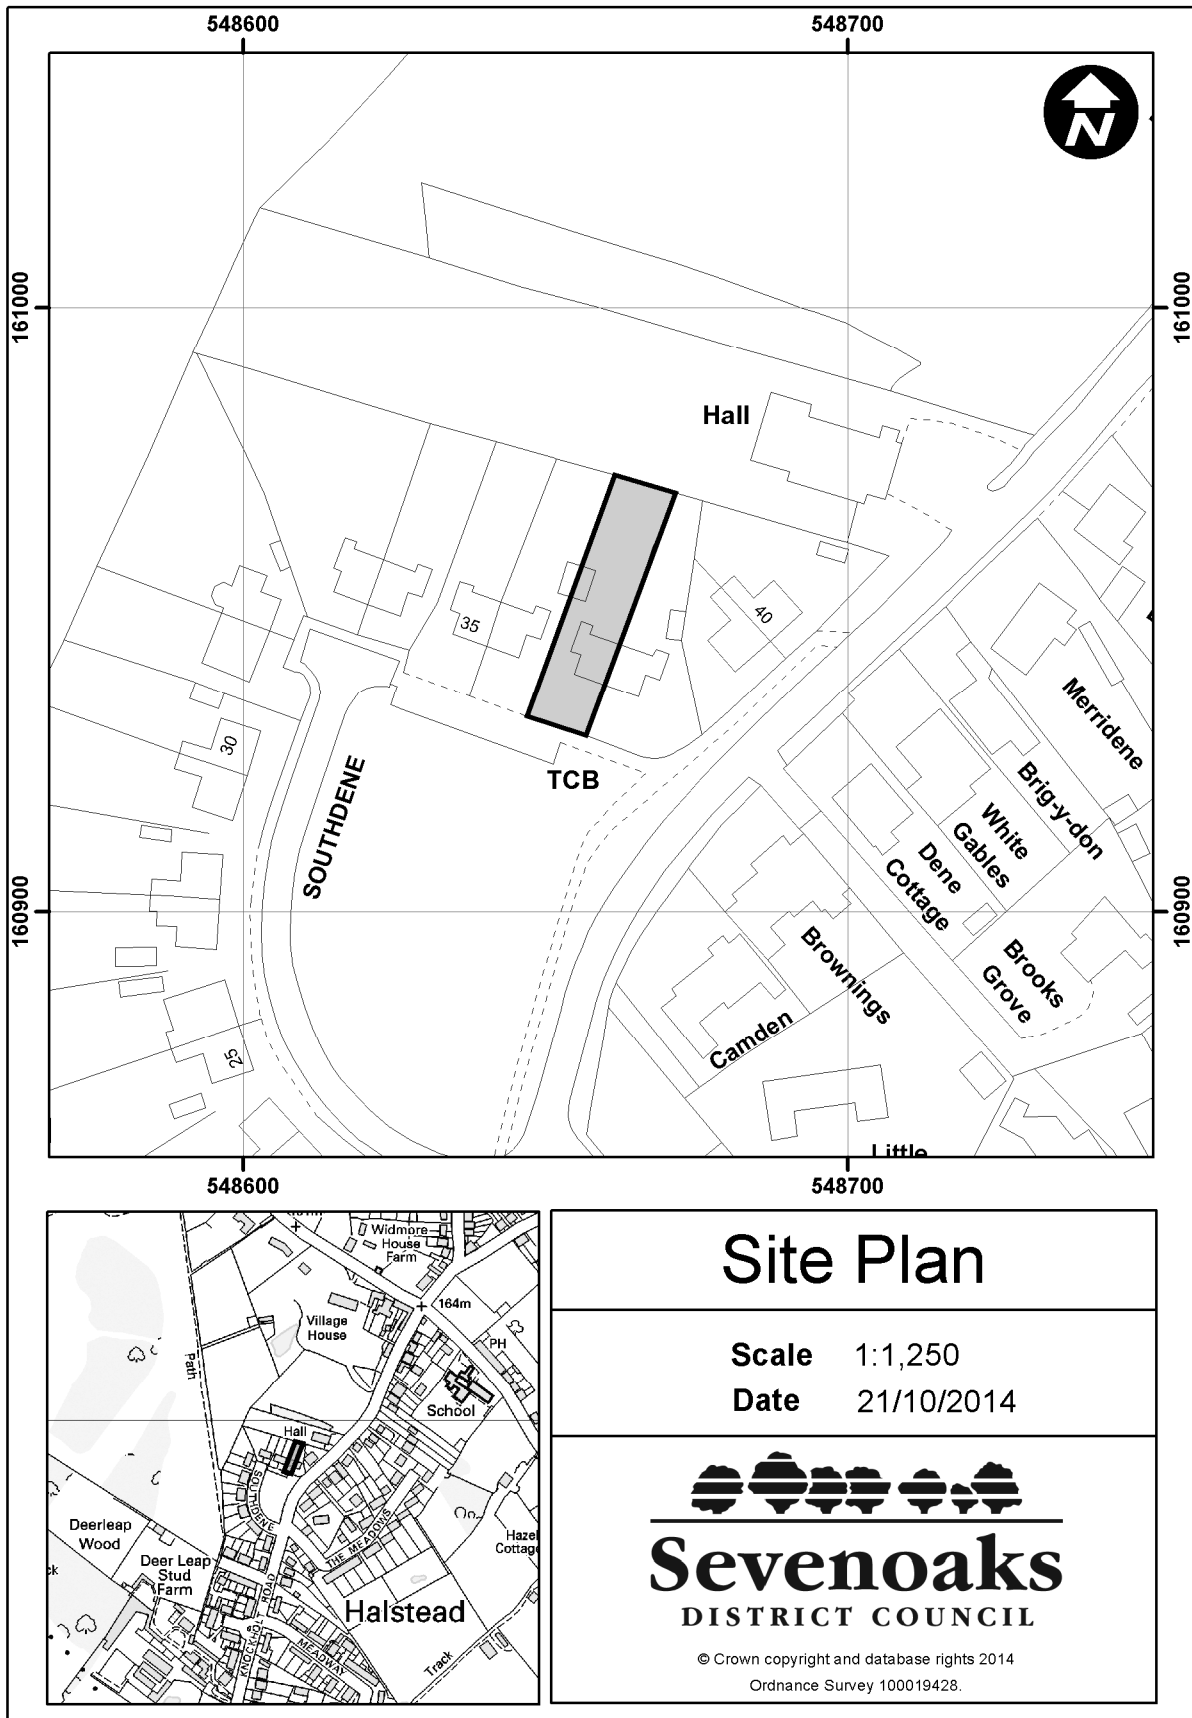 548600
548700
N
161000
161000
Hall
40
35
Merridene
30
TCB
Brig-y-don
White
Gables
SOUTHDENE
Dene
Cottage
160900
160900
Brownings
Brooks
Grove
Camden
25
548600
548700
Widmore
House
Farm
164m
Village
House
PH
Path
School
Hall
SOUTHDENE
Deerleap
Wood
THE MEADOWS
Hazel
Cottage
Deer Leap
Stud
Farm
ck
Halstead
KNOCKHOLT ROAD
MEADWAY
Track
Site Plan
Scale 1:1,250
Date 21/10/2014
Sevenoaks
DISTRICT COUNCIL
© Crown copyright and database rights 2014
Ordnance Survey 100019428.